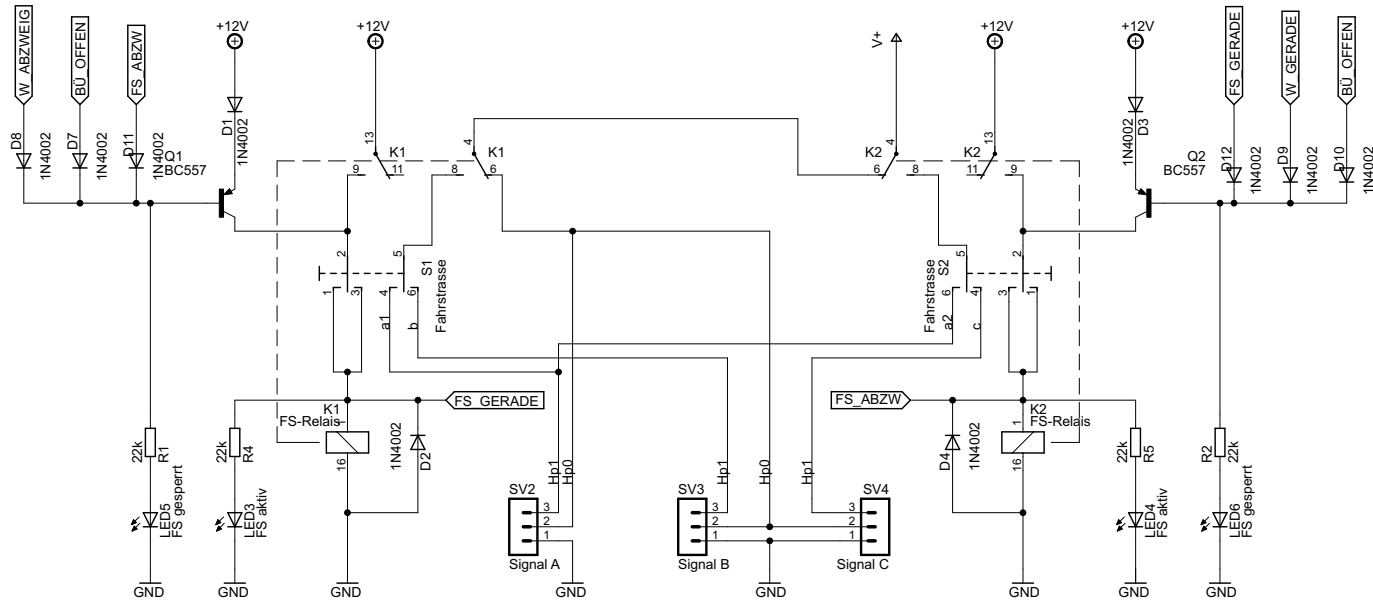 W_ABZWEIG
BÜ_OFFEN
FS_ABZW
+12V
+12V
V+
+12V
+12V
FS_GERADE
W_GERADE
BÜ_OFFEN
D8
1N4002
D7
1N4002
D11
1N4002
Q1
BC557
D1
1N4002
13
K1
9
11
4
K1
8
6
4
K2
6
8
13
K2
11
9
D3
1N4002
Q2
BC557
D12
1N4002
D9
1N4002
D10
1N4002
2
1
3
5
4
6
S1
Fahrstrasse
a1
b
5
6
4
S2
Fahrstrasse
a2
c
2
3
1
FS_GERADE
FS_ABZW
K1
FS-Relais
16
1N4002
D2
K2
FS-Relais
1
16
1N4002
D4
22k
R1
22k
R4
22k
R5
R2
22k
LED5
FS gesperrt
LED3
FS aktiv
LED4
FS aktiv
LED6
FS gesperrt
Hp1
Hp0
Hp1
Hp0
Hp1
SV2
3
2
1
Signal A
SV3
3
2
1
Signal B
SV4
3
2
1
Signal C
GND
GND
GND
GND
GND
GND
GND
GND